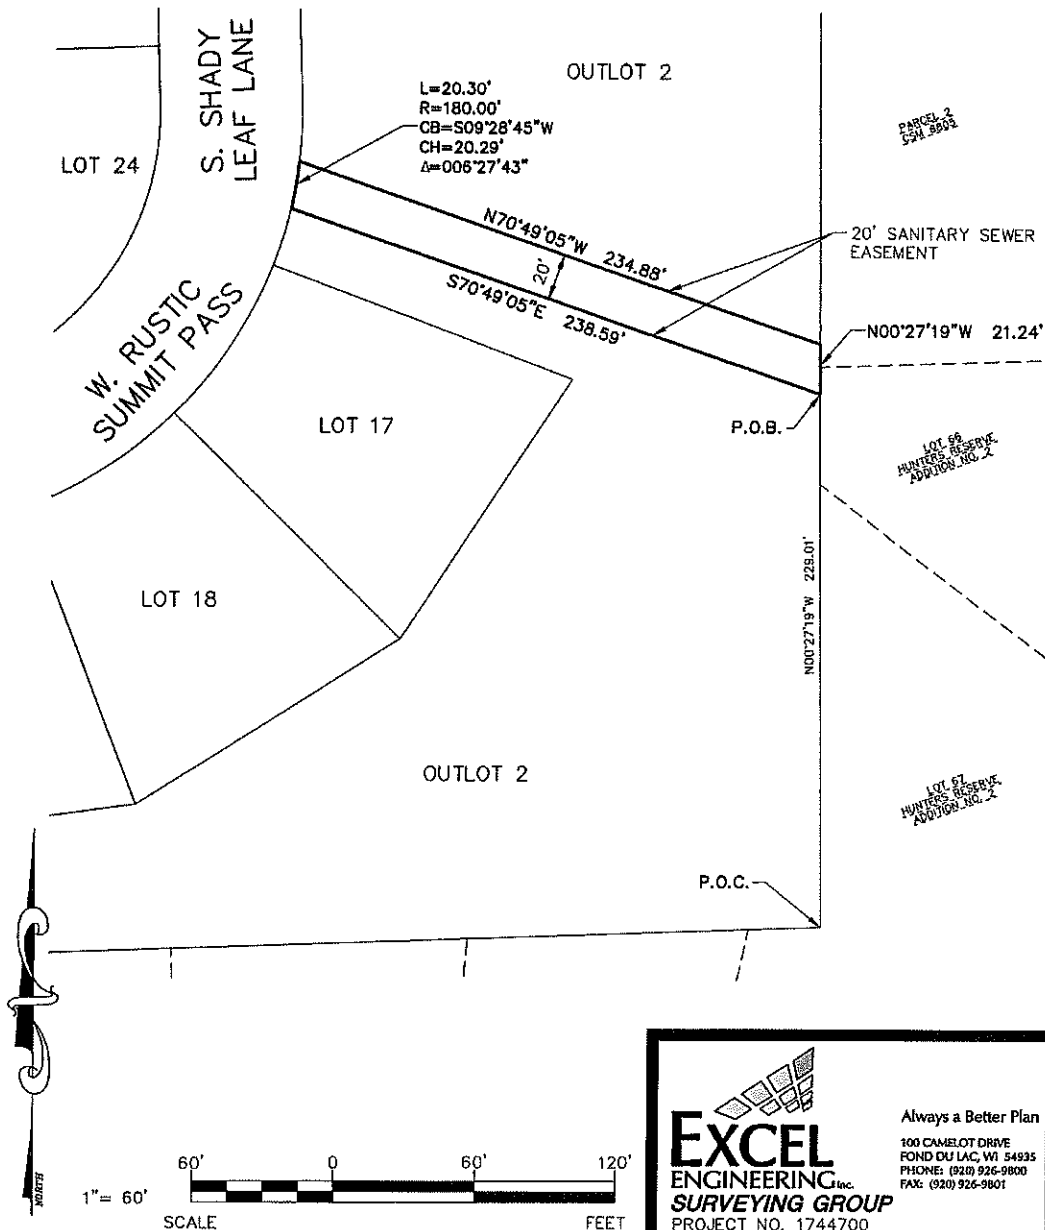 S. SHADY
LEAF LANE
OUTLOT 2
L=20.30'
R=180.00'
CB=S09°28'45"W
CH=20.29'
Δ=006°27'43"
PARCEL 2
CSM 8805
LOT 24
N70°49'05"W 234.88'
20'
S70°49'05"E 238.59'
20' SANITARY SEWER
EASEMENT
N00°27'19"W 21.24'
W. RUSTIC
SUMMIT PASS
LOT 17
P.O.B.
LOT 66
HUNTERS RESERVE
ADDITION NO. 2
N00°27'19"W 229.01'
LOT 18
OUTLOT 2
LOT 67
HUNTERS RESERVE
ADDITION NO. 2
P.O.C.
1"= 60'
60' 0 60' 120'
SCALE FEET
EXCEL
ENGINEERING Inc.
SURVEYING GROUP
PROJECT NO. 1744700
Always a Better Plan
100 CAMELOT DRIVE
FOND DU LAC, WI 54935
PHONE: (920) 926-9800
FAX: (920) 926-9801